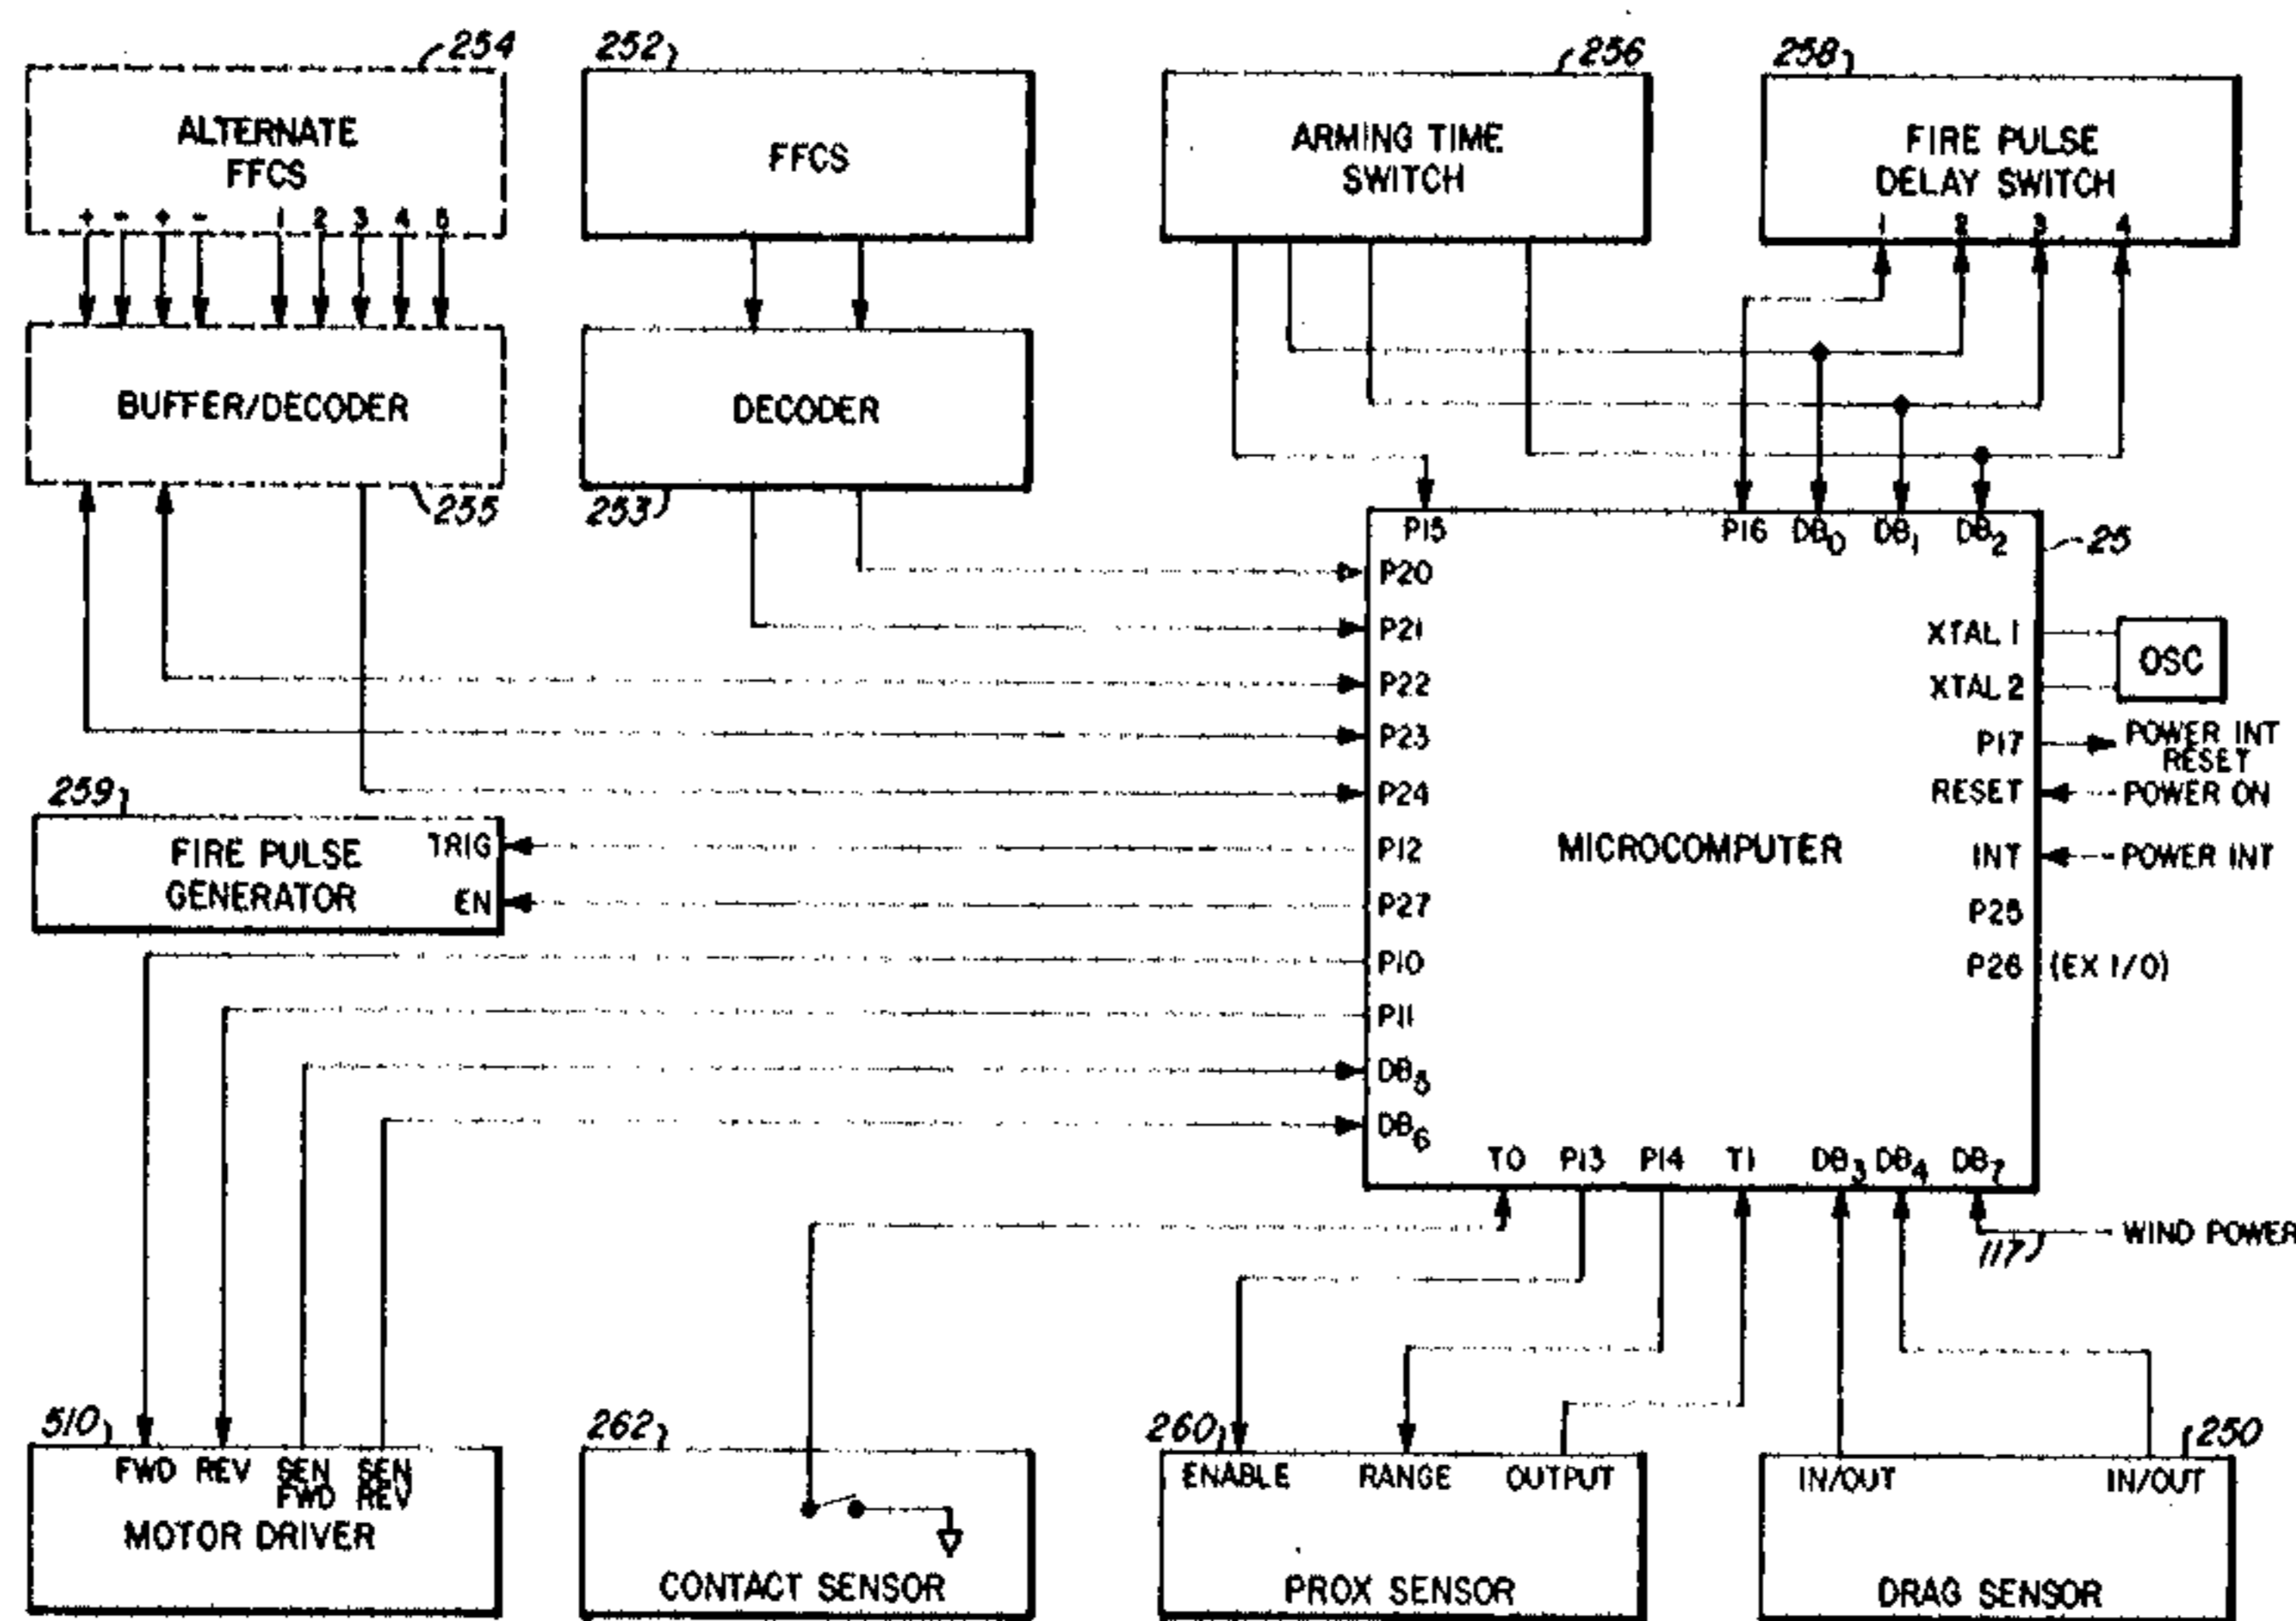 254
252
256
258
ALTERNATE
FFCS
+ - + - 1 2 3 4 5
FFCS
ARMING TIME
SWITCH
FIRE PULSE
DELAY SWITCH
1 2 3 4
BUFFER/DECODER
255
DECODER
253
P15
P16 DB0 DB1 DB2
25
P20
P21
P22
P23
P24
P12
P27
P10
P11
DB5
DB6
MICROCOMPUTER
XTAL 1
XTAL 2
OSC
P17
POWER INT
RESET
RESET
POWER ON
INT
POWER INT
P25
P26 (EX I/O)
T0 P13 P14 T1 DB3 DB4 DB7
117
WIND POWER
259
FIRE PULSE
GENERATOR
TRIG
EN
510
FWD REV SEN FWD SEN REV
MOTOR DRIVER
262
CONTACT SENSOR
260
ENABLE RANGE OUTPUT
PROX SENSOR
250
IN/OUT IN/OUT
DRAG SENSOR